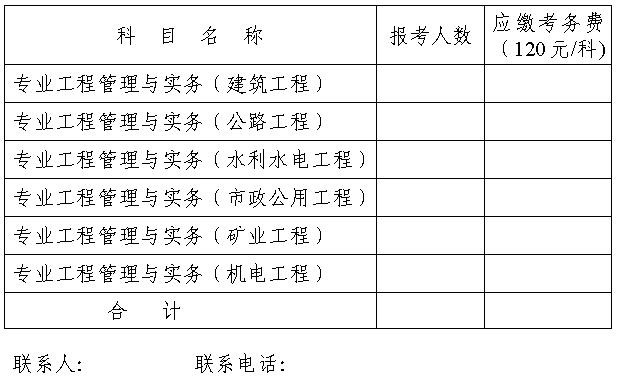 科 目 名 称 报考人数 应缴考务费
（120元/科）
专业工程管理与实务（建筑工程）
专业工程管理与实务（公路工程）
专业工程管理与实务（水利水电工程）
专业工程管理与实务（市政公用工程）
专业工程管理与实务（矿业工程）
专业工程管理与实务（机电工程）
合 计
联系人: 联系电话: